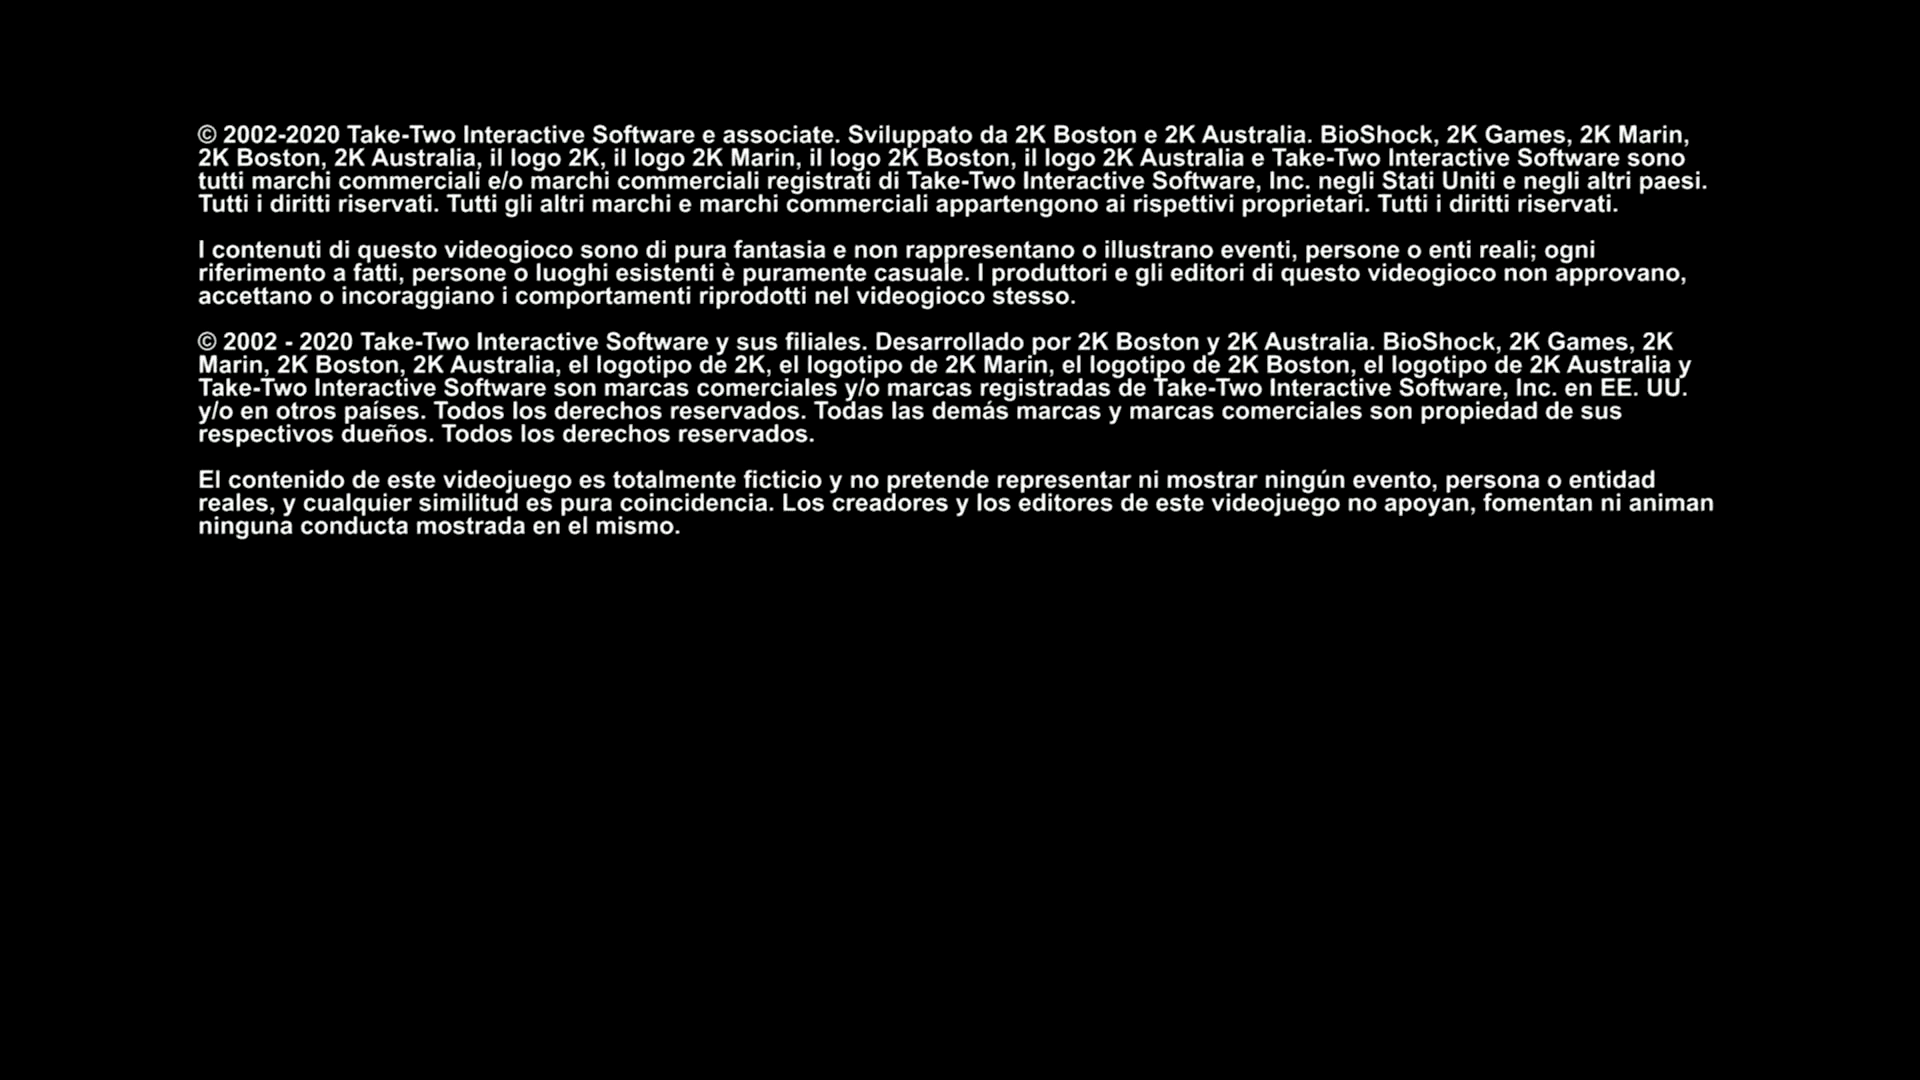 © 2002-2020 Take-Two Interactive Software e associate. Sviluppato da 2K Boston e 2K Australia. BioShock, 2K Games, 2K Marin,
2K Boston, 2K Australia, il logo 2K, il logo 2K Marin, il logo 2K Boston, il logo 2K Australia e Take-Two Interactive Software sono
tutti marchi commerciali e/o marchi commerciali registrati di Take-Two Interactive Software, Inc. negli Stati Uniti e negli altri paesi.
Tutti i diritti riservati. Tutti gli altri marchi e marchi commerciali appartengono ai rispettivi proprietari. Tutti i diritti riservati.
I contenuti di questo videogioco sono di pura fantasia e non rappresentano o illustrano eventi, persone o enti reali; ogni
riferimento a fatti, persone o luoghi esistenti è puramente casuale. I produttori e gli editori di questo videogioco non approvano,
accettano o incoraggiano i comportamenti riprodotti nel videogioco stesso.
© 2002 - 2020 Take-Two Interactive Software y sus filiales. Desarrollado por 2K Boston y 2K Australia. BioShock, 2K Games, 2K
Marin, 2K Boston, 2K Australia, el logotipo de 2K, el logotipo de 2K Marin, el logotipo de 2K Boston, el logotipo de 2K Australia y
Take-Two Interactive Software son marcas comerciales y/o marcas registradas de Take-Two Interactive Software, Inc. en EE. UU.
y/o en otros países. Todos los derechos reservados. Todas las demás marcas y marcas comerciales son propiedad de sus
respectivos dueños. Todos los derechos reservados.
El contenido de este videojuego es totalmente ficticio y no pretende representar ni mostrar ningún evento, persona o entidad
reales, y cualquier similitud es pura coincidencia. Los creadores y los editores de este videojuego no apoyan, fomentan ni animan
ninguna conducta mostrada en el mismo.